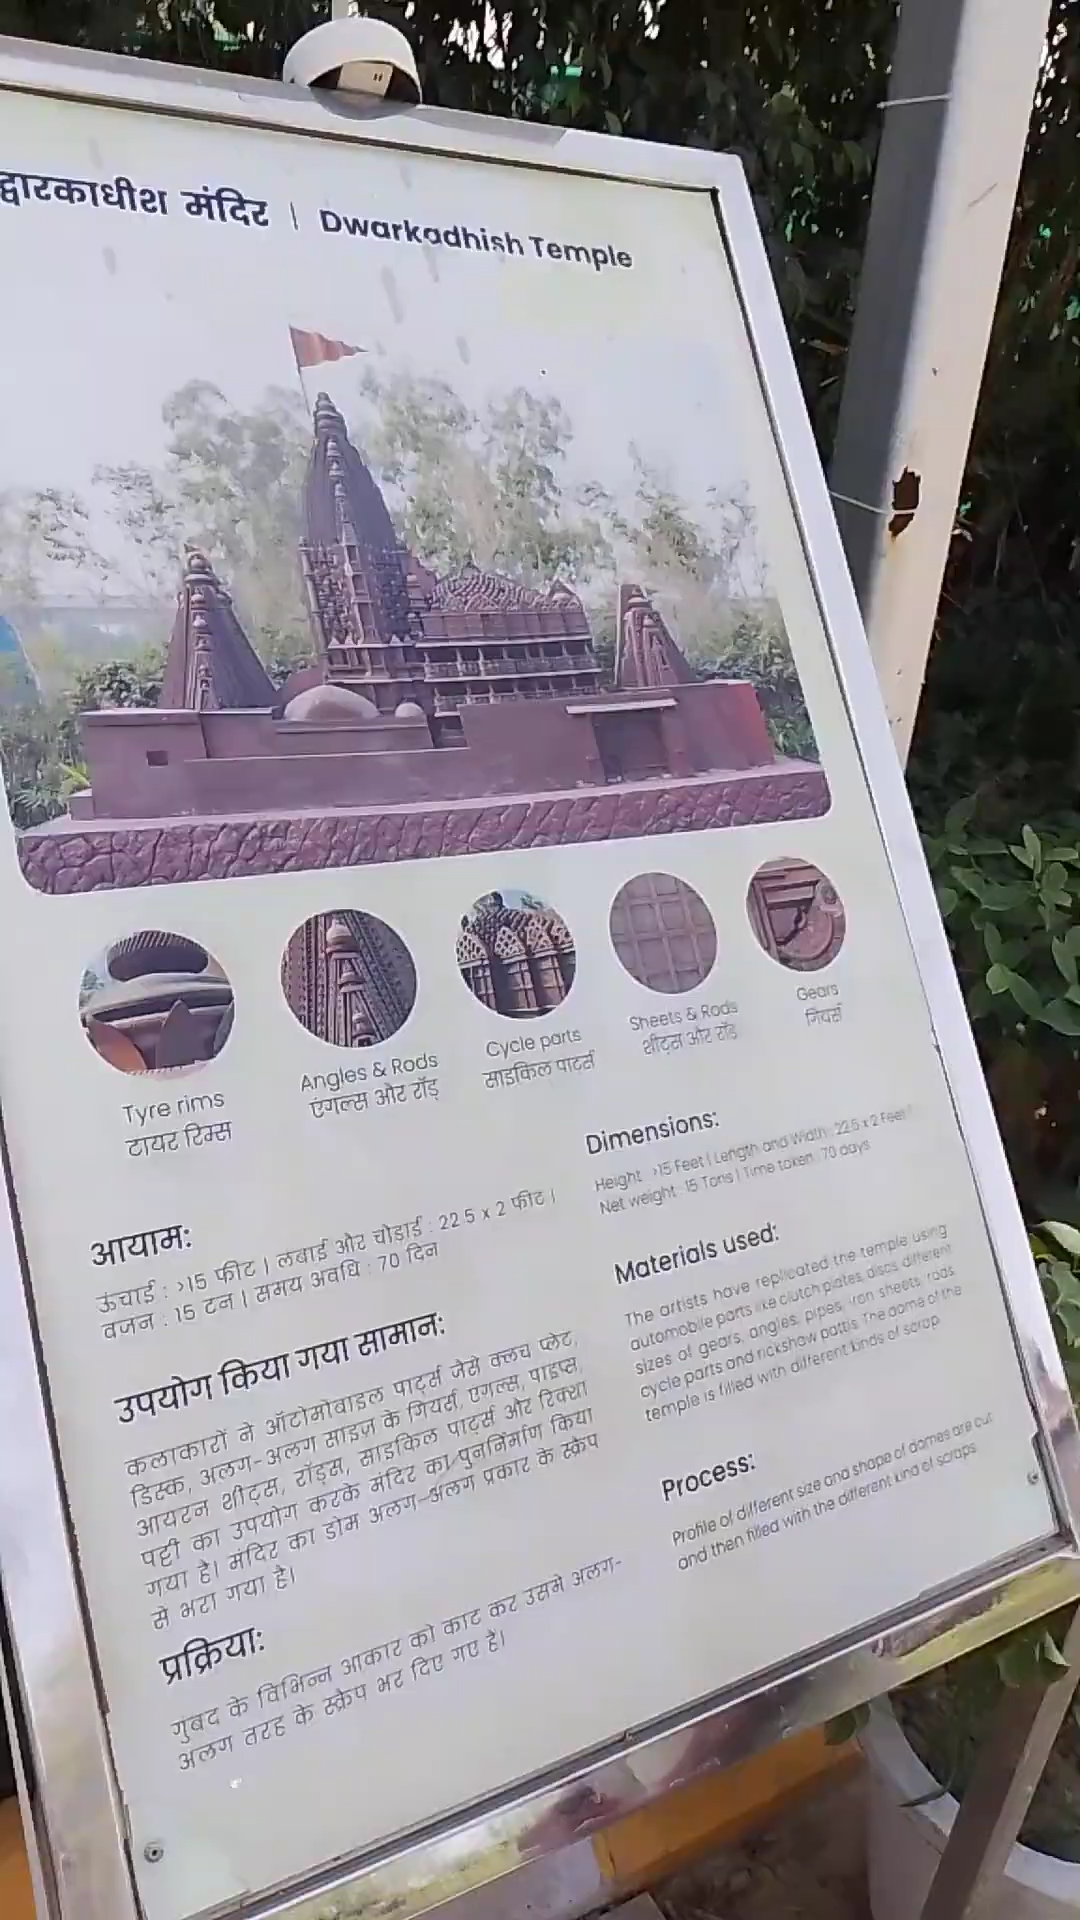 द्वारकाधीश मंदिर | Dwarkadhish Temple
Tyre rims
टायर रिम्स
Angles & Rods
एंगल्स और रॉड्
Cycle parts
साइकिल पार्ट्स
Sheets & Rods
शीट्स और रॉड्
Gears
गियर्स
आयाम:
ऊंचाई : >15 फीट | लंबाई और चौड़ाई : 22.5 x 2 फीट |
वजन : 15 टन | समय अवधि : 70 दिन
उपयोग किया गया सामान:
कलाकारों ने ऑटोमोबाइल पार्ट्स जैसे क्लच प्लेट,
डिस्क, अलग-अलग साइज़ के गियर्स, एंगल्स, पाइप्स,
आयरन शीट्स, रॉड्स, साइकिल पार्ट्स और रिक्शा
पट्टी का उपयोग करके मंदिर का पुनर्निर्माण किया
गया है। मंदिर का डोम अलग-अलग प्रकार के स्क्रैप
से भरा गया है।
प्रक्रिया:
गुंबद के विभिन्न आकार को काट कर उसमे अलग-
अलग तरह के स्क्रैप भर दिए गए है।
Dimensions:
Height : >15 Feet | Length and Width : 22.5 x 2 Feet |
Net weight : 15 Tons | Time taken : 70 days
Materials used:
The artists have replicated the temple using
automobile parts like clutch plates, discs, different
sizes of gears, angles, pipes, iron sheets, rods,
cycle parts and rickshaw pattis. The dome of the
temple is filled with different kinds of scrap.
Process:
Profile of different size and shape of domes are cut
and then filled with the different kind of scraps.